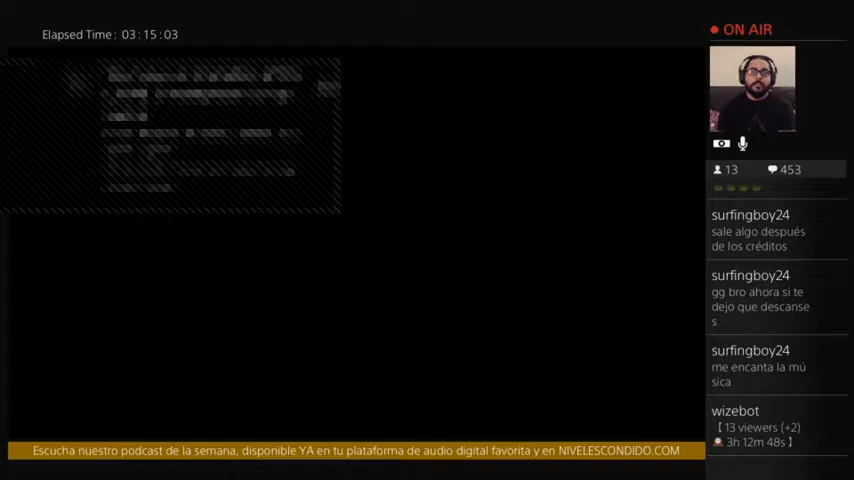 Elapsed Time: 03:15:03
ON AIR
13 453
surfingboy24
sale algo después
de los créditos
surfingboy24
gg bro ahora si te
dejo que descanse
s
surfingboy24
me encanta la mú
sica
wizebot
【 13 viewers (+2)
3h 12m 48s 】
Escucha nuestro podcast de la semana, disponible YA en tu plataforma de audio digital favorita y en NIVELESCONDIDO.COM